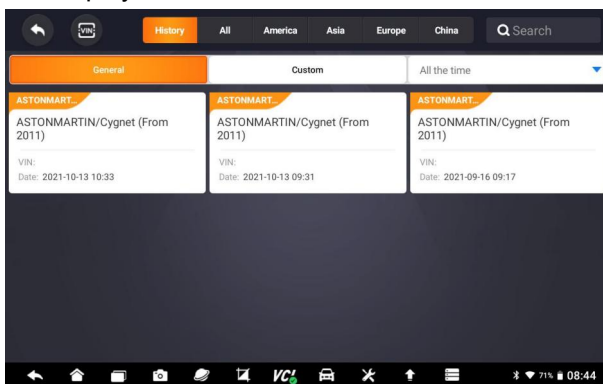 VIN
History
All
America
Asia
Europe
China
Search
General
Custom
All the time
ASTONMART...
ASTONMARTIN/Cygnet (From
2011)
VIN:
Date: 2021-10-13 10:33
ASTONMART...
ASTONMARTIN/Cygnet (From
2011)
VIN:
Date: 2021-10-13 09:31
ASTONMART...
ASTONMARTIN/Cygnet (From
2011)
VIN:
Date: 2021-09-16 09:17
VC!
71%
08:44